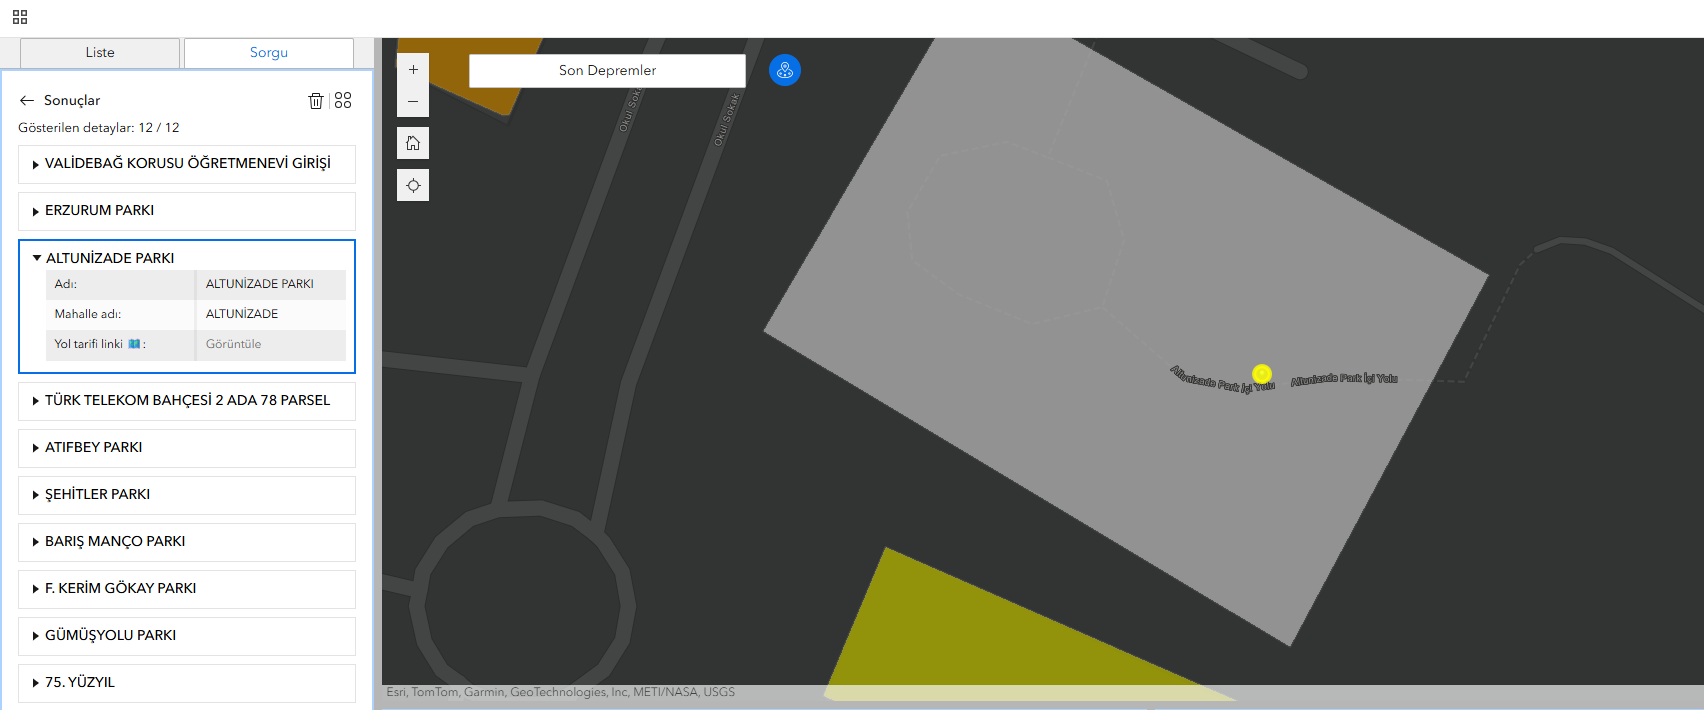 Liste
Sorgu
Sonuçlar
Gösterilen detaylar: 12 / 12
VALİDEBAĞ KORUSU ÖĞRETMENEVİ GİRİŞİ
ERZURUM PARKI
ALTUNİZADE PARKI
Adı: ALTUNİZADE PARKI
Mahalle adı: ALTUNİZADE
Yol tarifi linki : Görüntüle
TÜRK TELEKOM BAHÇESİ 2 ADA 78 PARSEL
ATIFBEY PARKI
ŞEHİTLER PARKI
BARIŞ MANÇO PARKI
F. KERİM GÖKAY PARKI
GÜMÜŞYOLU PARKI
75. YÜZYIL
+
−
Son Depremler
Okul Sokak
Okul Sokak
Altunizade Park İçi Yolu
Altunizade Park İçi Yolu
Esri, TomTom, Garmin, GeoTechnologies, Inc, METI/NASA, USGS